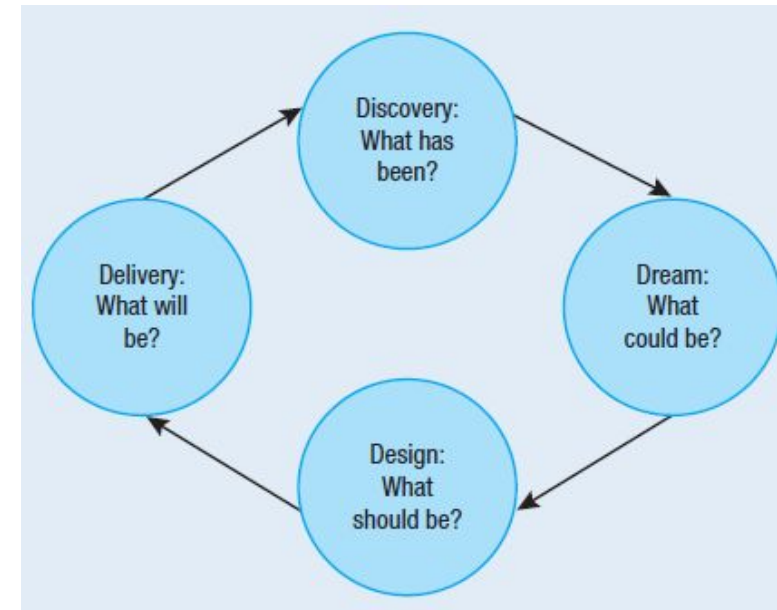 Discovery:
What has
been?
Dream:
What
could be?
Design:
What
should be?
Delivery:
What will
be?